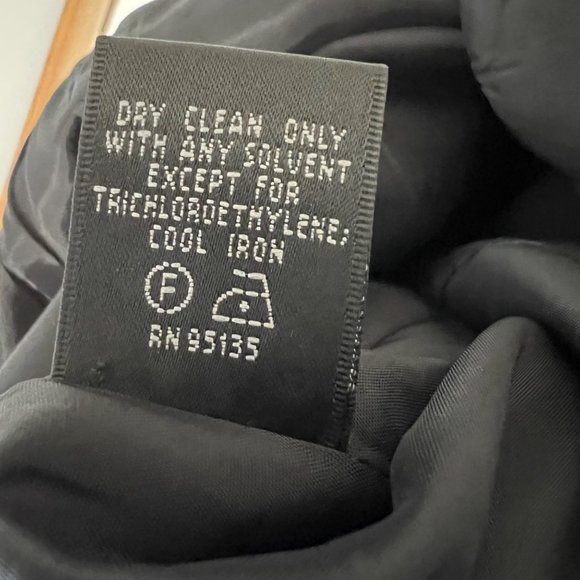 DRY CLEAN ONLY
WITH ANY SOLVENT
EXCEPT FOR
TRICHLOROETHYLENE;
COOL IRON
F
RN 95135